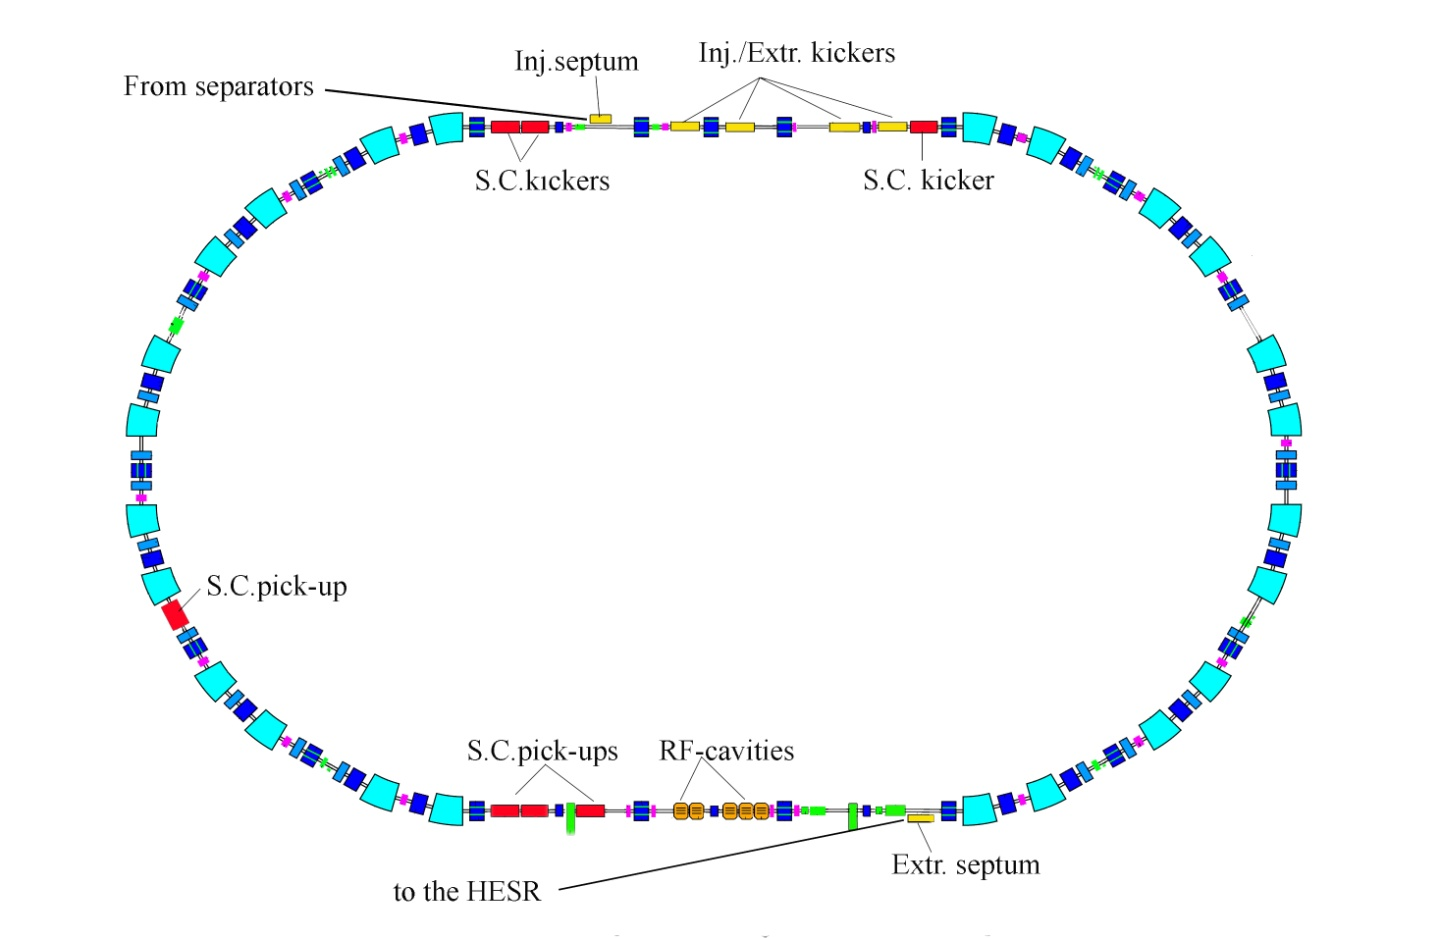 Inj./Extr. kickers
Inj.septum
From separators
S.C.kickers
S.C. kicker
S.C.pick-up
S.C.pick-ups
RF-cavities
Extr. septum
to the HESR